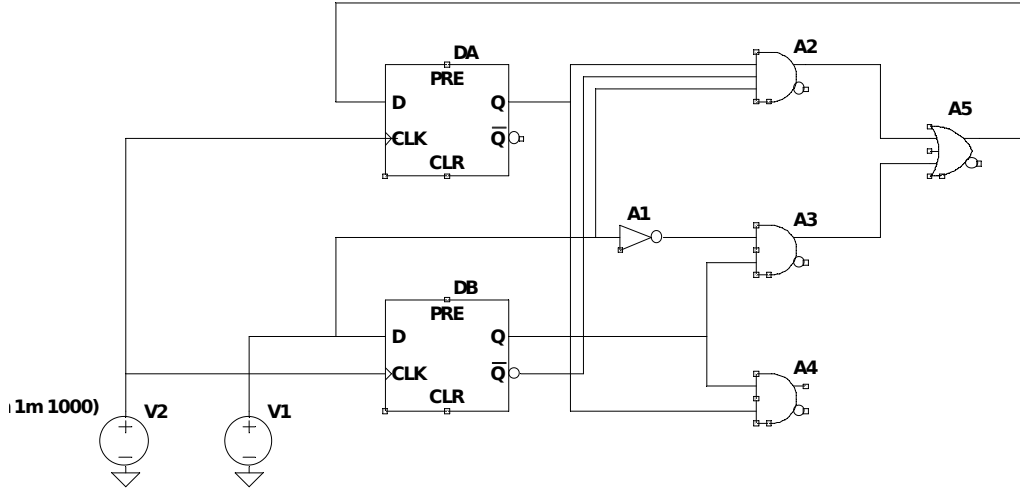 DA
PRE
D
Q
CLK
Q
CLR
A2
A5
A1
A3
DB
PRE
D
Q
CLK
Q
CLR
A4
1m 1000)
V2
V1